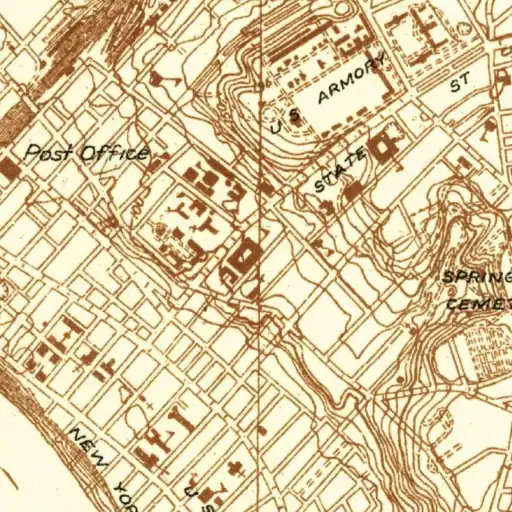 U S ARMORY
ST
Post Office
STATE
SPRING
CEMET
NEW YOR
U S